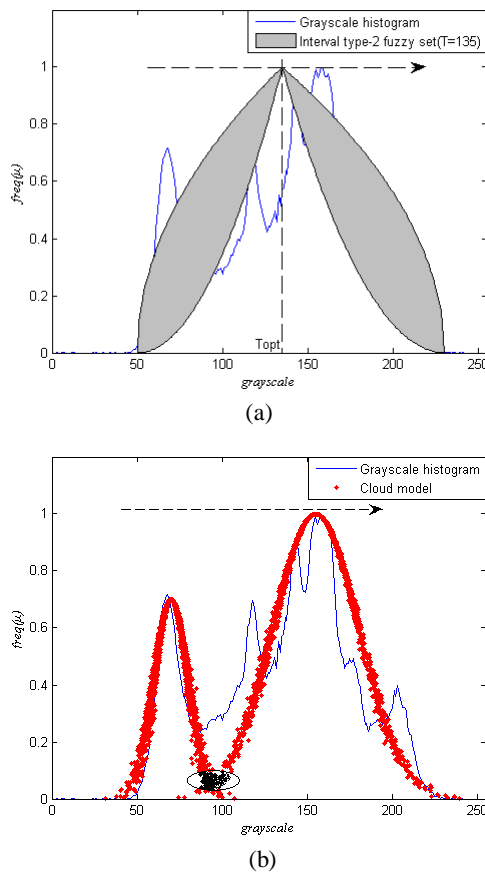 Grayscale histogram
Interval type-2 fuzzy set(T=135)
1
0.8
0.6
0.4
0.2
0
freq(μ)
Topt
0 50 100 150 200 250
grayscale
(a)
Grayscale histogram
Cloud model
1
0.8
0.6
0.4
0.2
0
freq(μ)
0 50 100 150 200 250
grayscale
(b)